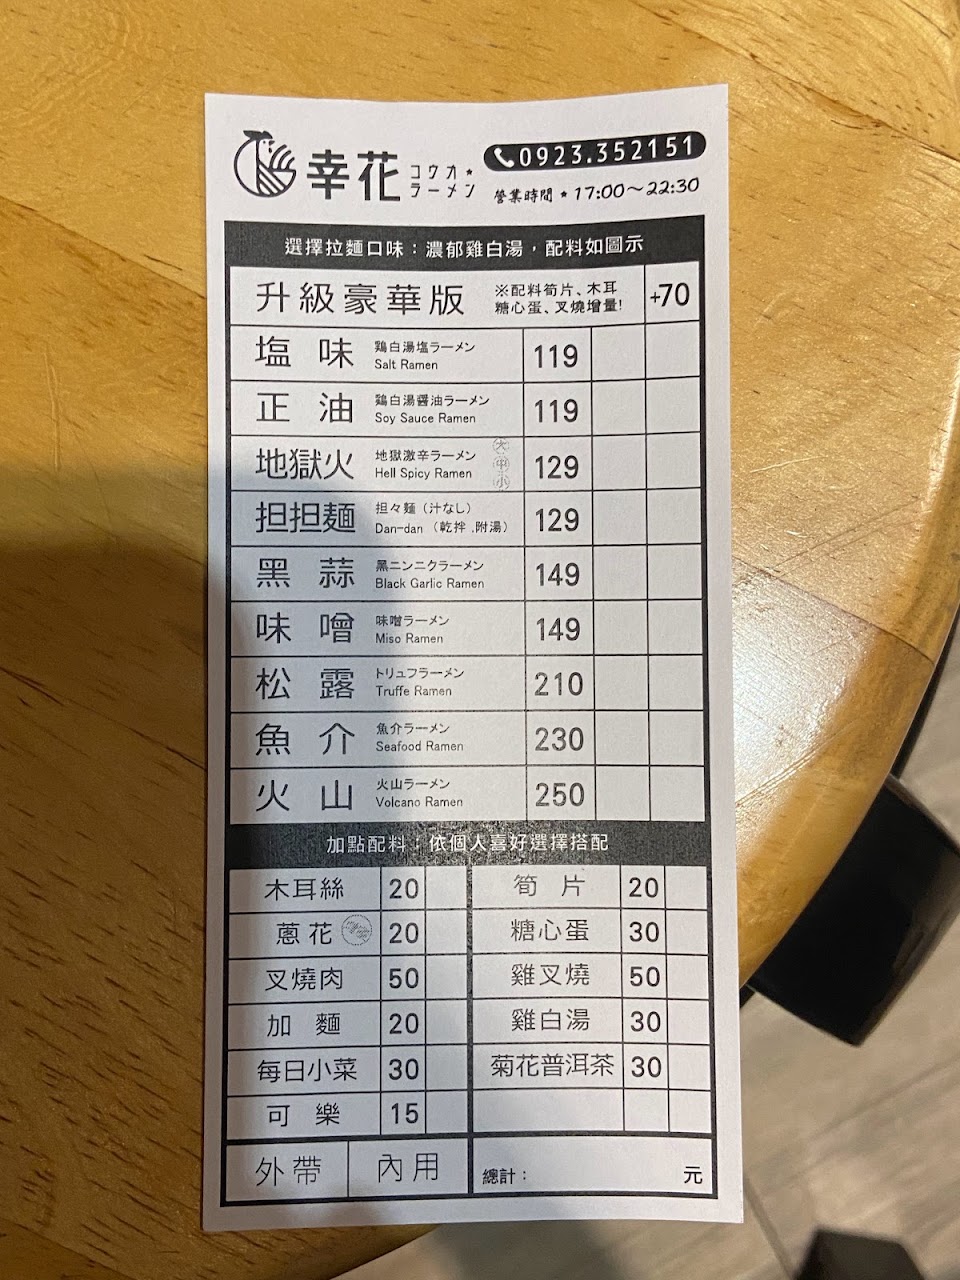 幸花 コウカ★ラーメン
0923.352151
營業時間★17:00～22:30
選擇拉麵口味：濃郁雞白湯，配料如圖示
升級豪華版 ※配料筍片、木耳 糖心蛋、叉燒增量! +70
塩味 鶏白湯塩ラーメン Salt Ramen 119
正油 鶏白湯醤油ラーメン Soy Sauce Ramen 119
地獄火 地獄激辛ラーメン Hell Spicy Ramen 大 中 小 129
担担麵 担々麺（汁なし） Dan-dan （乾拌.附湯） 129
黑蒜 黒ニンニクラーメン Black Garlic Ramen 149
味噌 味噌ラーメン Miso Ramen 149
松露 トリュフラーメン Truffe Ramen 210
魚介 魚介ラーメン Seafood Ramen 230
火山 火山ラーメン Volcano Ramen 250
加點配料：依個人喜好選擇搭配
木耳絲 20 筍片 20
蔥花 20 糖心蛋 30
叉燒肉 50 雞叉燒 50
加麵 20 雞白湯 30
每日小菜 30 菊花普洱茶 30
可樂 15
外帶 內用 總計： 元